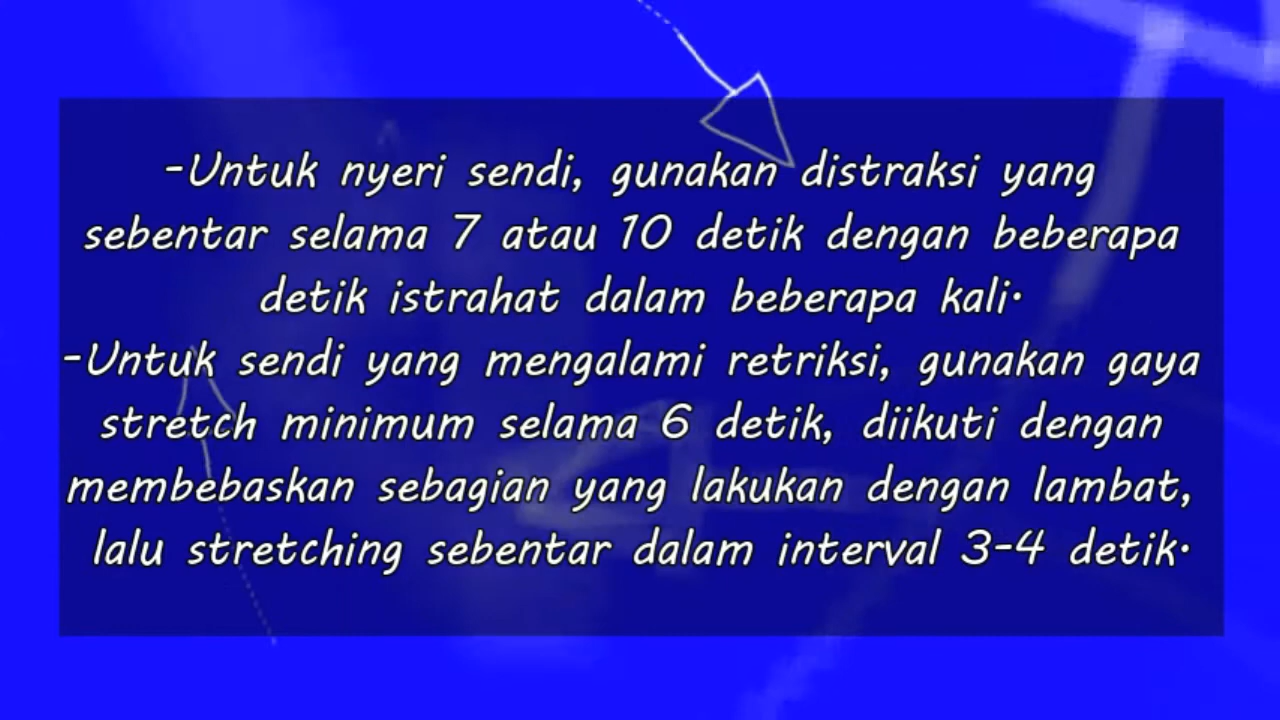 -Untuk nyeri sendi, gunakan distraksi yang
sebentar selama 7 atau 10 detik dengan beberapa
detik istrahat dalam beberapa kali.
-Untuk sendi yang mengalami retriksi, gunakan gaya
stretch minimum selama 6 detik, diikuti dengan
membebaskan sebagian yang lakukan dengan lambat,
lalu stretching sebentar dalam interval 3-4 detik.